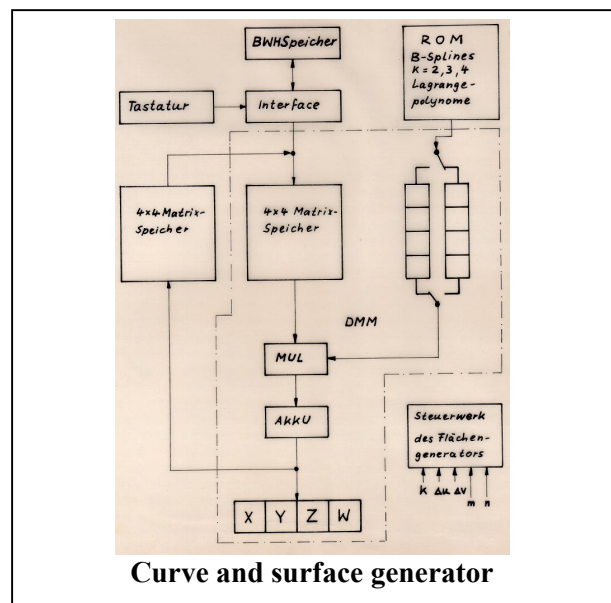 BWHSpeicher
ROM
B-Splines
K = 2, 3, 4
Lagrange-
polynome
Tastatur
Interface
4x4 Matrix-
Speicher
4x4 Matrix-
Speicher
DMM
MUL
AKKU
Steuerwerk
des Flächen-
generators
k Δu Δv m n
X Y Z W
Curve and surface generator